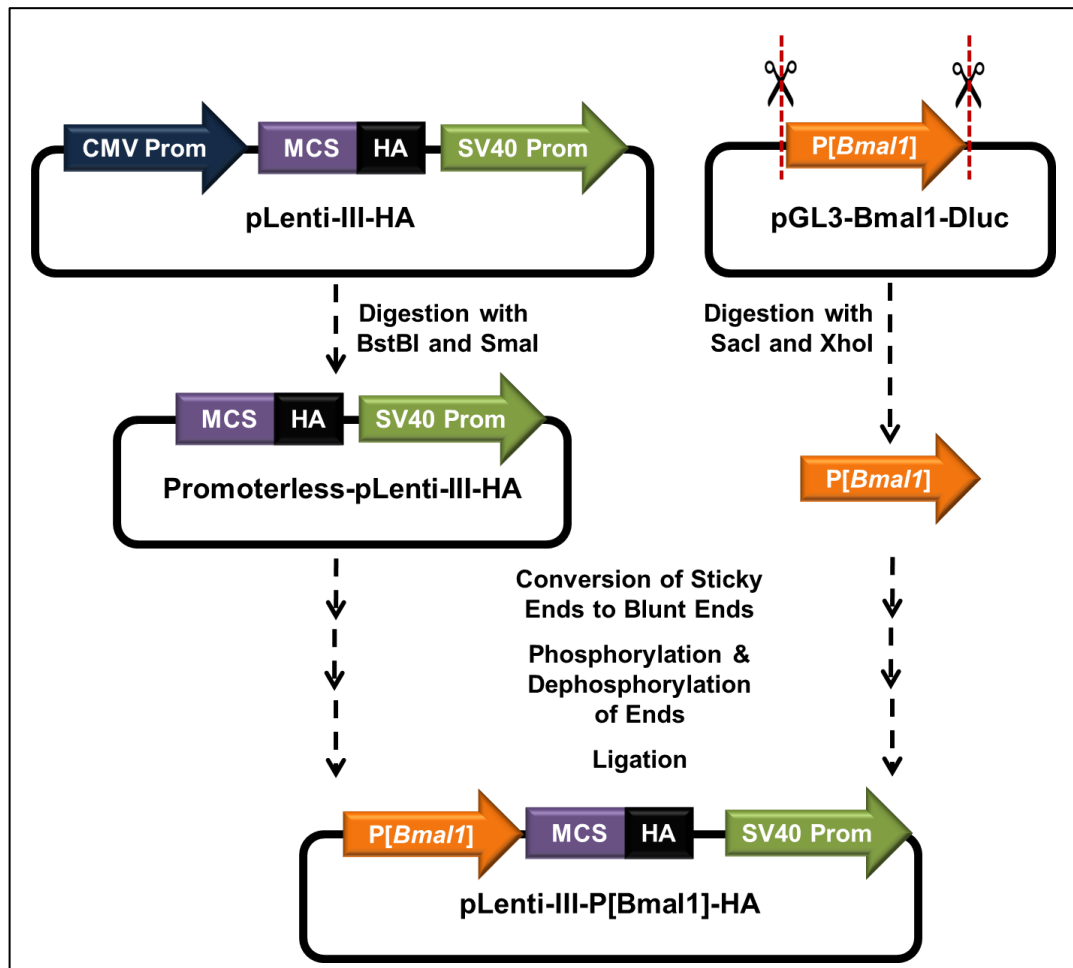 CMV Prom
MCS
HA
SV40 Prom
pLenti-III-HA
P[Bmal1]
pGL3-Bmal1-Dluc
Digestion with
BstBI and SmaI
Digestion with
SacI and XhoI
MCS
HA
SV40 Prom
Promoterless-pLenti-III-HA
P[Bmal1]
Conversion of Sticky
Ends to Blunt Ends
Phosphorylation &
Dephosphorylation
of Ends
Ligation
P[Bmal1]
MCS
HA
SV40 Prom
pLenti-III-P[Bmal1]-HA